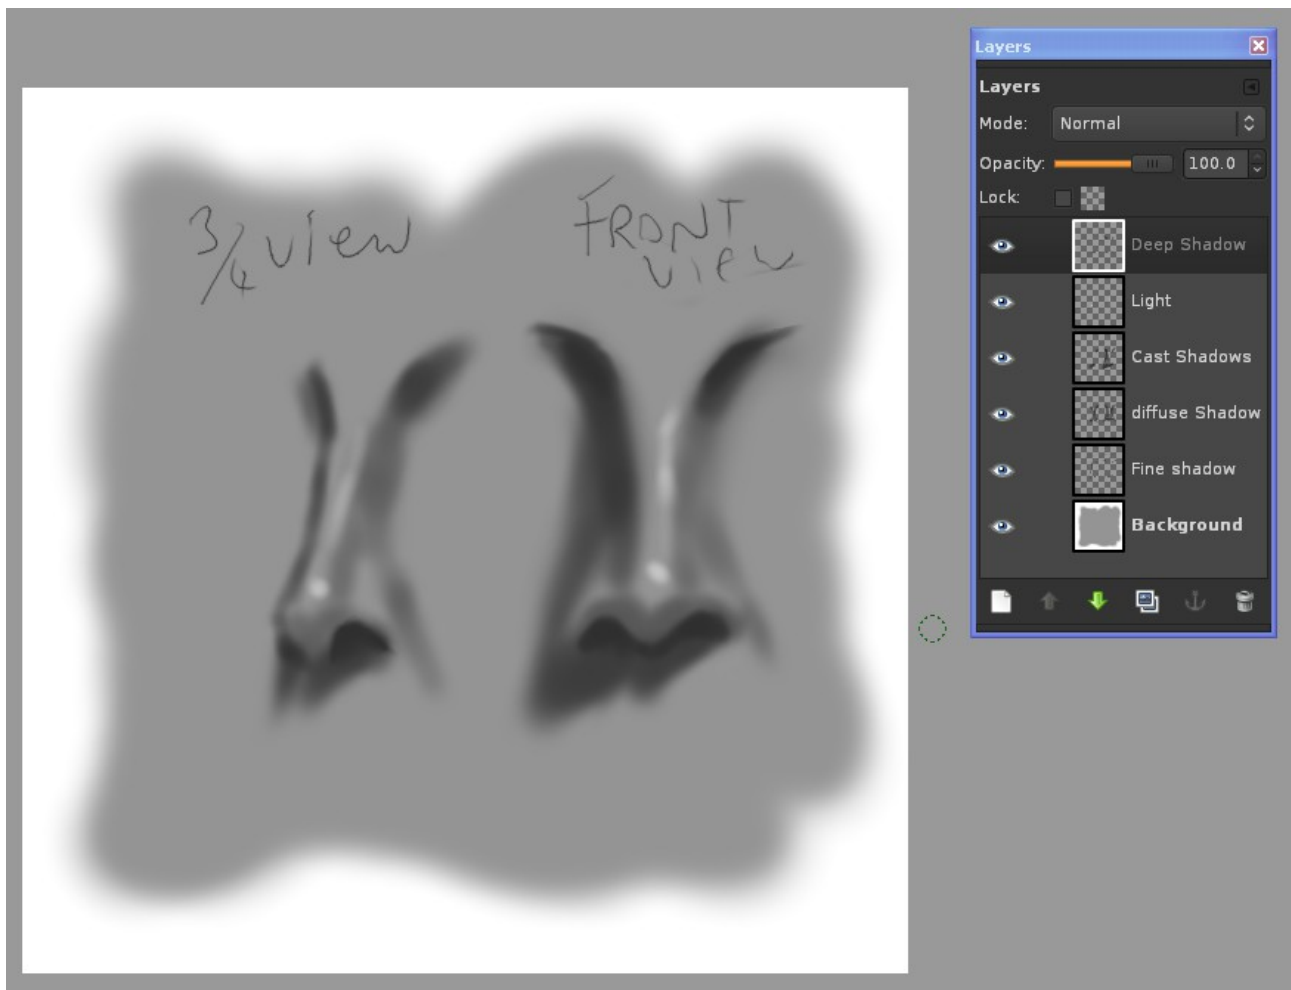 3/4 view
FRONT
view
Layers
Layers
Mode: Normal
Opacity: 100.0
Lock:
Deep Shadow
Light
Cast Shadows
diffuse Shadow
Fine shadow
Background